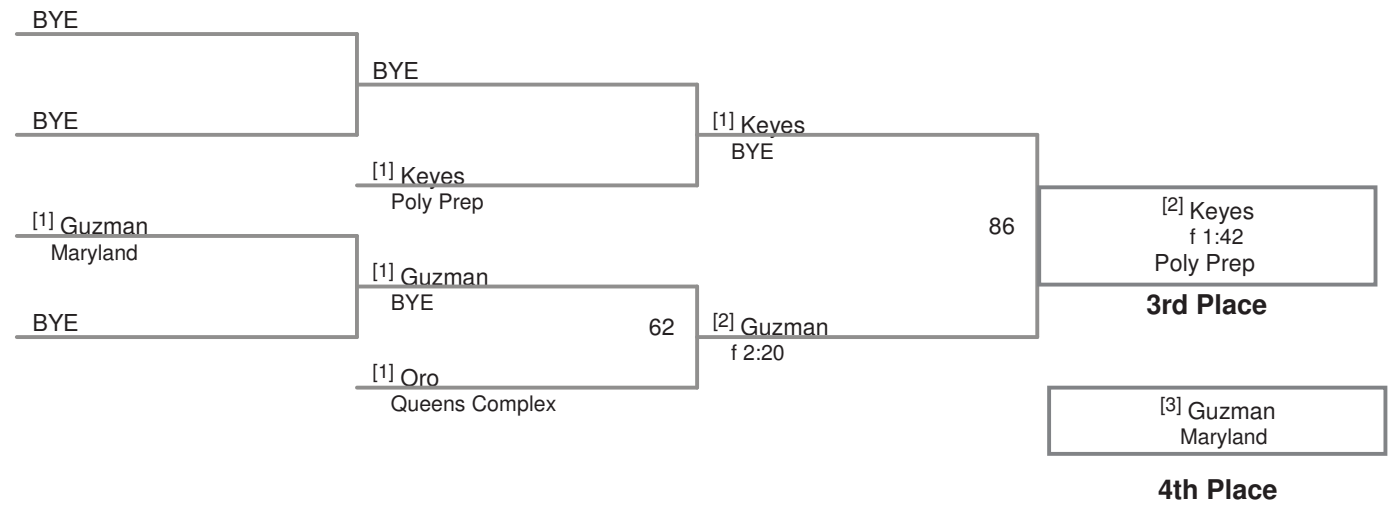 BYE
BYE
[1] Guzman
Maryland
BYE
BYE
[1] Keyes
Poly Prep
[1] Guzman
BYE
62
[1] Oro
Queens Complex
[1] Keyes
BYE
86
[2] Guzman
f 2:20
[2] Keyes
f 1:42
Poly Prep
3rd Place
[3] Guzman
Maryland
4th Place